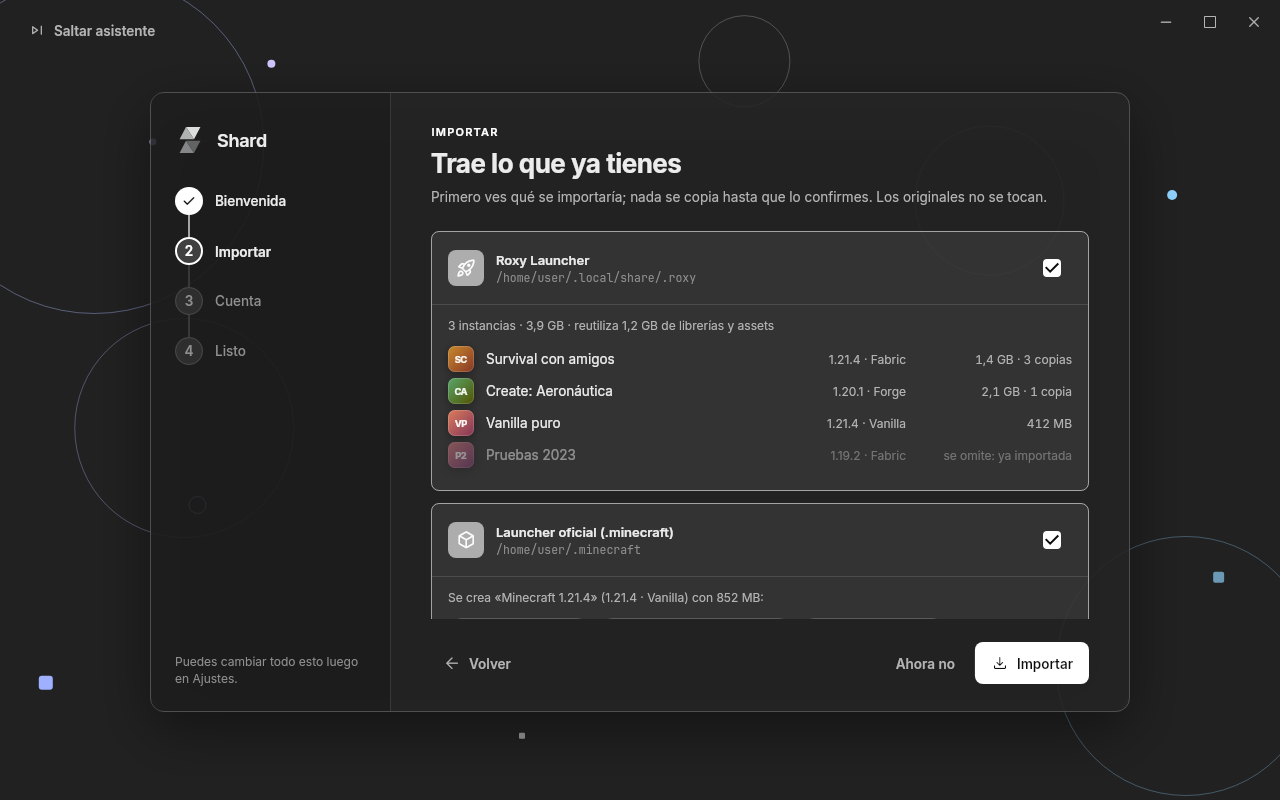 Saltar asistente
Shard
Bienvenida
2 Importar
3 Cuenta
4 Listo
Puedes cambiar todo esto luego
en Ajustes.
IMPORTAR
Trae lo que ya tienes
Primero ves qué se importaría; nada se copia hasta que lo confirmes. Los originales no se tocan.
Roxy Launcher
/home/user/.local/share/.roxy
3 instancias · 3,9 GB · reutiliza 1,2 GB de librerías y assets
SC Survival con amigos 1.21.4 · Fabric 1,4 GB · 3 copias
CA Create: Aeronáutica 1.20.1 · Forge 2,1 GB · 1 copia
VP Vanilla puro 1.21.4 · Vanilla 412 MB
P2 Pruebas 2023 1.19.2 · Fabric se omite: ya importada
Launcher oficial (.minecraft)
/home/user/.minecraft
Se crea «Minecraft 1.21.4» (1.21.4 · Vanilla) con 852 MB:
Volver
Ahora no
Importar